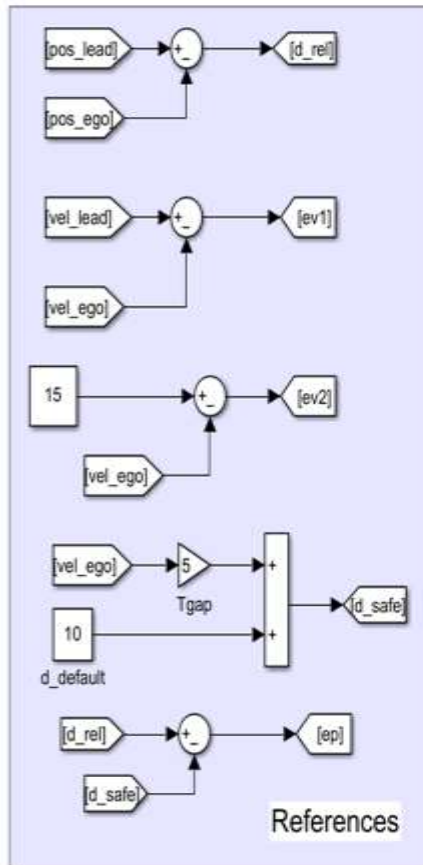 [pos_lead]
+
-
[d_rel]
[pos_ego]
[vel_lead]
+
-
[ev1]
[vel_ego]
15
+
-
[ev2]
[vel_ego]
[vel_ego]
5
+
Tgap
[d_safe]
10
+
d_default
[d_rel]
+
-
[ep]
[d_safe]
References